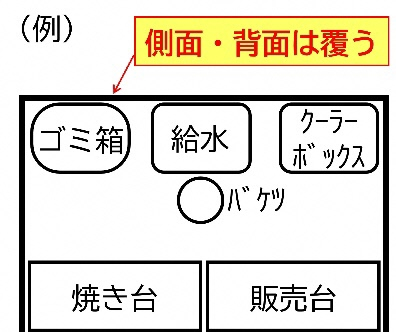 （例）
側面・背面は覆う
ゴミ箱
給水
クーラー
ボックス
バケツ
焼き台
販売台